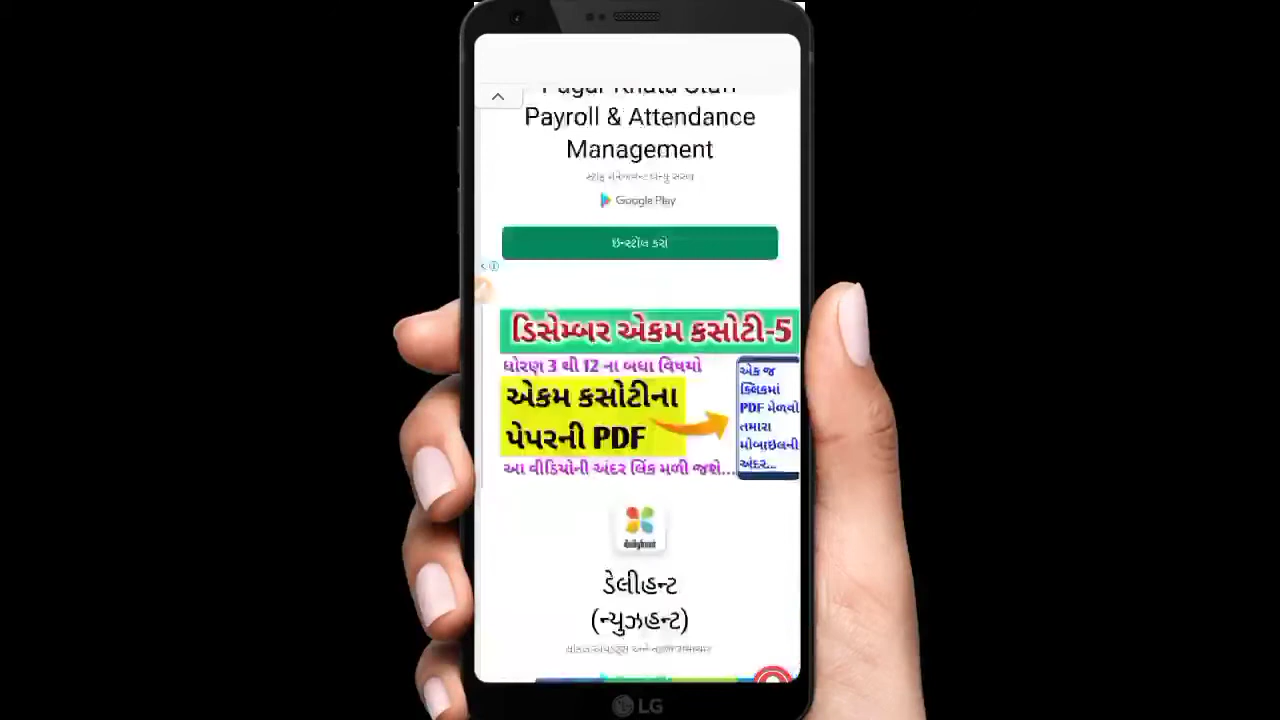 Payroll & Attendance
Management
Google Play
ઇન્સ્ટૉલ કરો
ડિસેમ્બર એકમ કસોટી-5
ધોરણ 3 થી 12 ના બધા વિષયો
એકમ કસોટીના
પેપરની PDF
આ વીડિયોની અંદર લિંક મળી જશે...
એક જ
ક્લિકમાં
PDF મેળવો
તમારા
મોબાઇલની
અંદર...
dailyhunt
ડેલીહન્ટ
(ન્યુઝહન્ટ)
LG